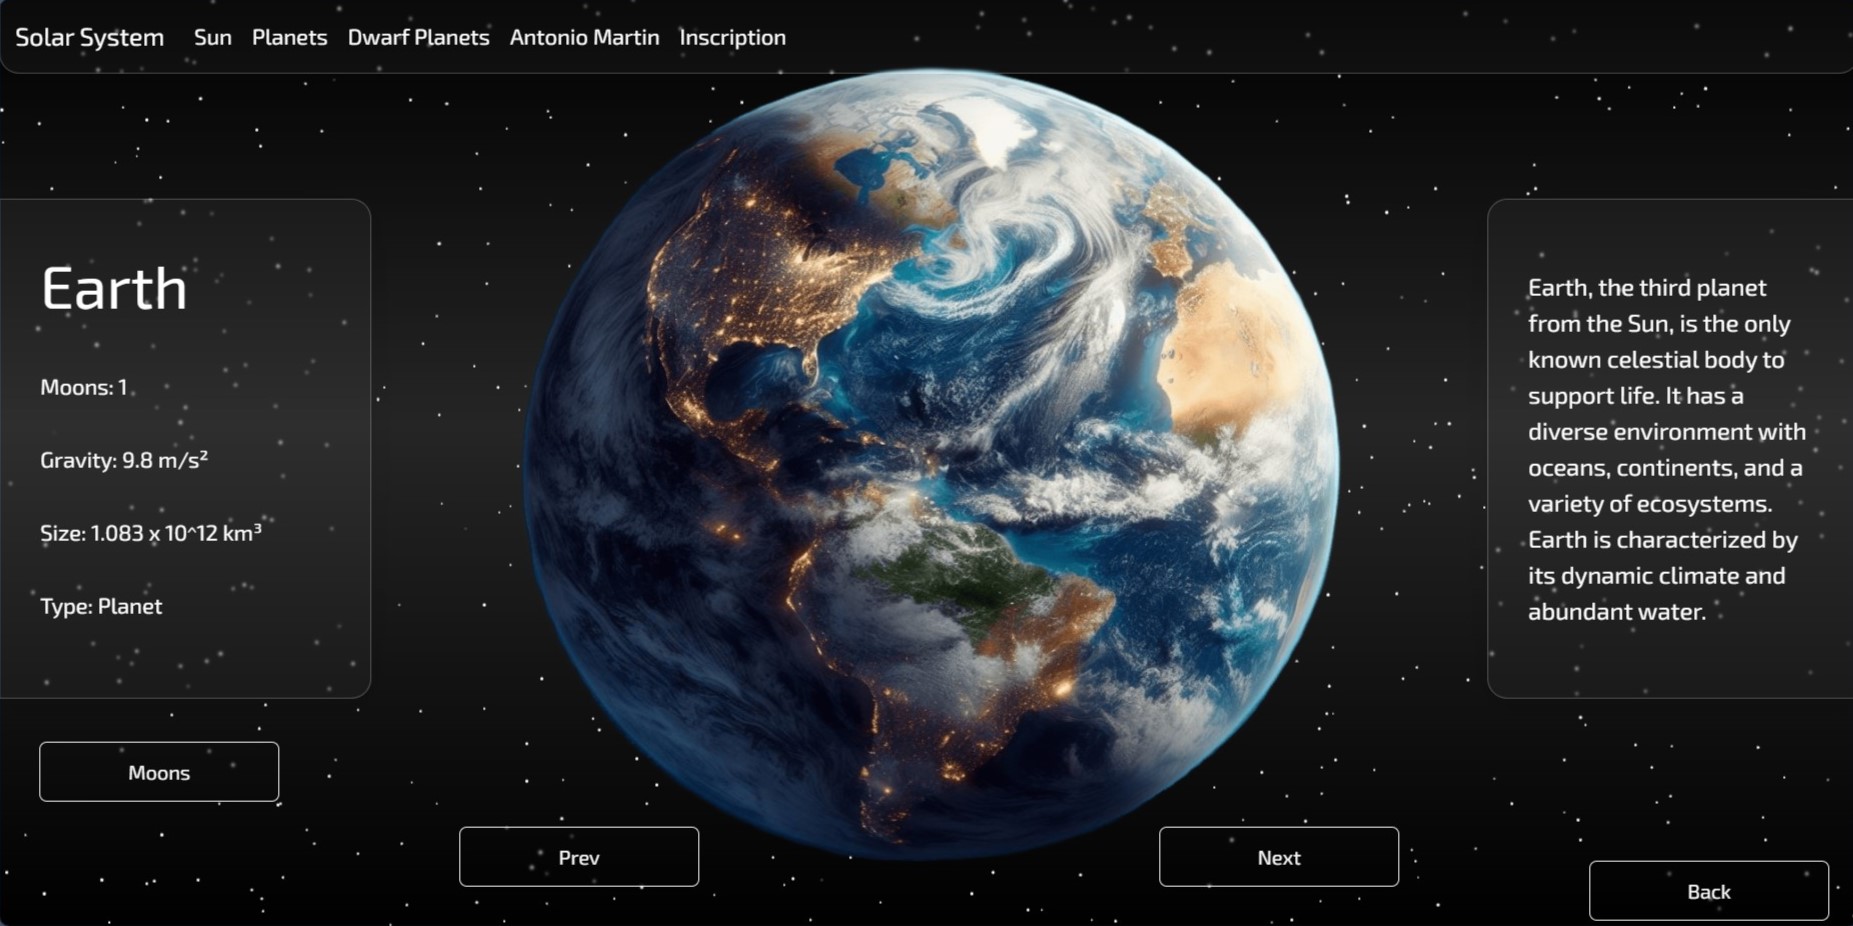 Solar System Sun Planets Dwarf Planets Antonio Martin Inscription
Earth
Moons: 1
Gravity: 9.8 m/s²
Size: 1.083 x 10^12 km³
Type: Planet
Moons
Earth, the third planet
from the Sun, is the only
known celestial body to
support life. It has a
diverse environment with
oceans, continents, and a
variety of ecosystems.
Earth is characterized by
its dynamic climate and
abundant water.
Prev
Next
Back